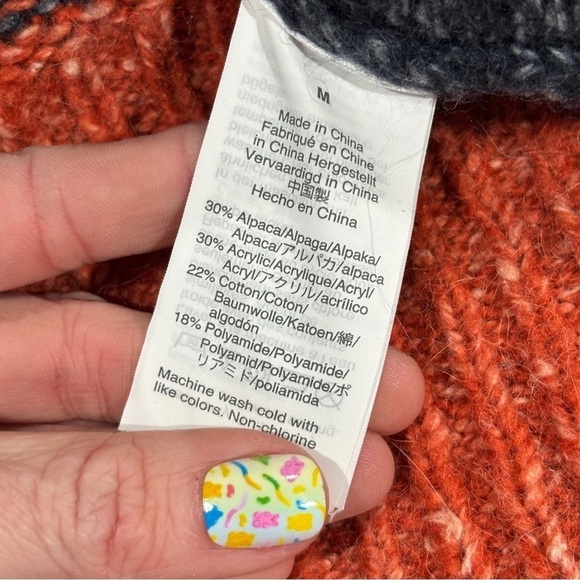 M
Made in China
Fabriqué en Chine
in China Hergestellt
Vervaardigd in China
中国製
Hecho en China
30% Alpaca/Alpaga/Alpaka/
Alpaca/アルパカ/alpaca
30% Acrylic/Acrylique/Acryl/
Acryl/アクリル/acrílico
22% Cotton/Coton/
Baumwolle/Katoen/綿/
algodón
18% Polyamide/Polyamide/
Polyamid/Polyamide/ポ
リアミド/poliamida
Machine wash cold with
like colors. Non-chlorine